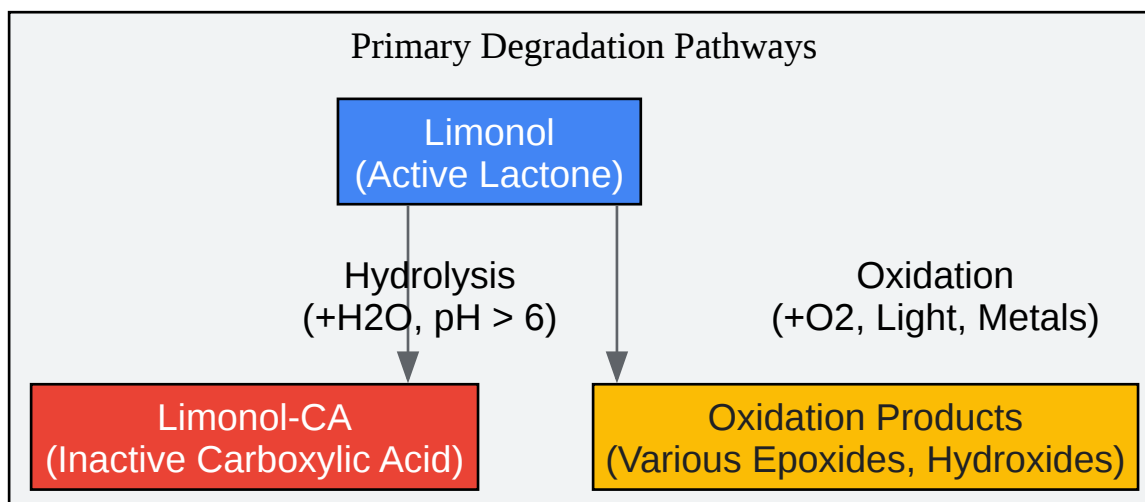 Primary Degradation Pathways
Limonol
(Active Lactone)
Hydrolysis
(+H2O, pH > 6)
Oxidation
(+O2, Light, Metals)
Limonol-CA
(Inactive Carboxylic Acid)
Oxidation Products
(Various Epoxides, Hydroxides)